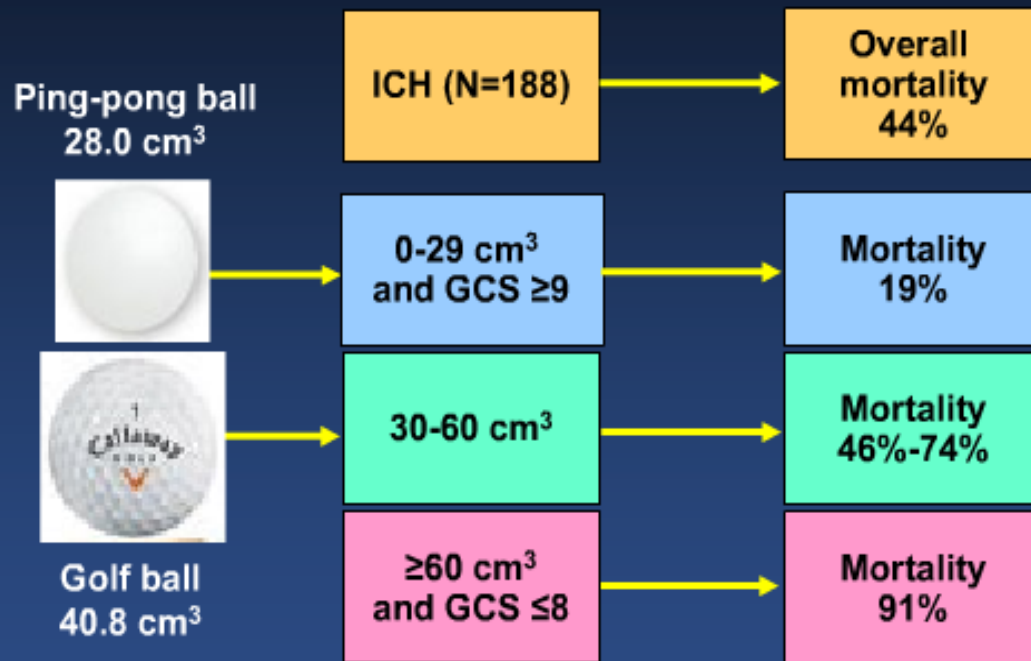 Ping-pong ball
28.0 cm³
ICH (N=188)
Overall
mortality
44%
0-29 cm³
and GCS ≥9
Mortality
19%
1
Callaway
GOLF
30-60 cm³
Mortality
46%-74%
Golf ball
40.8 cm³
≥60 cm³
and GCS ≤8
Mortality
91%